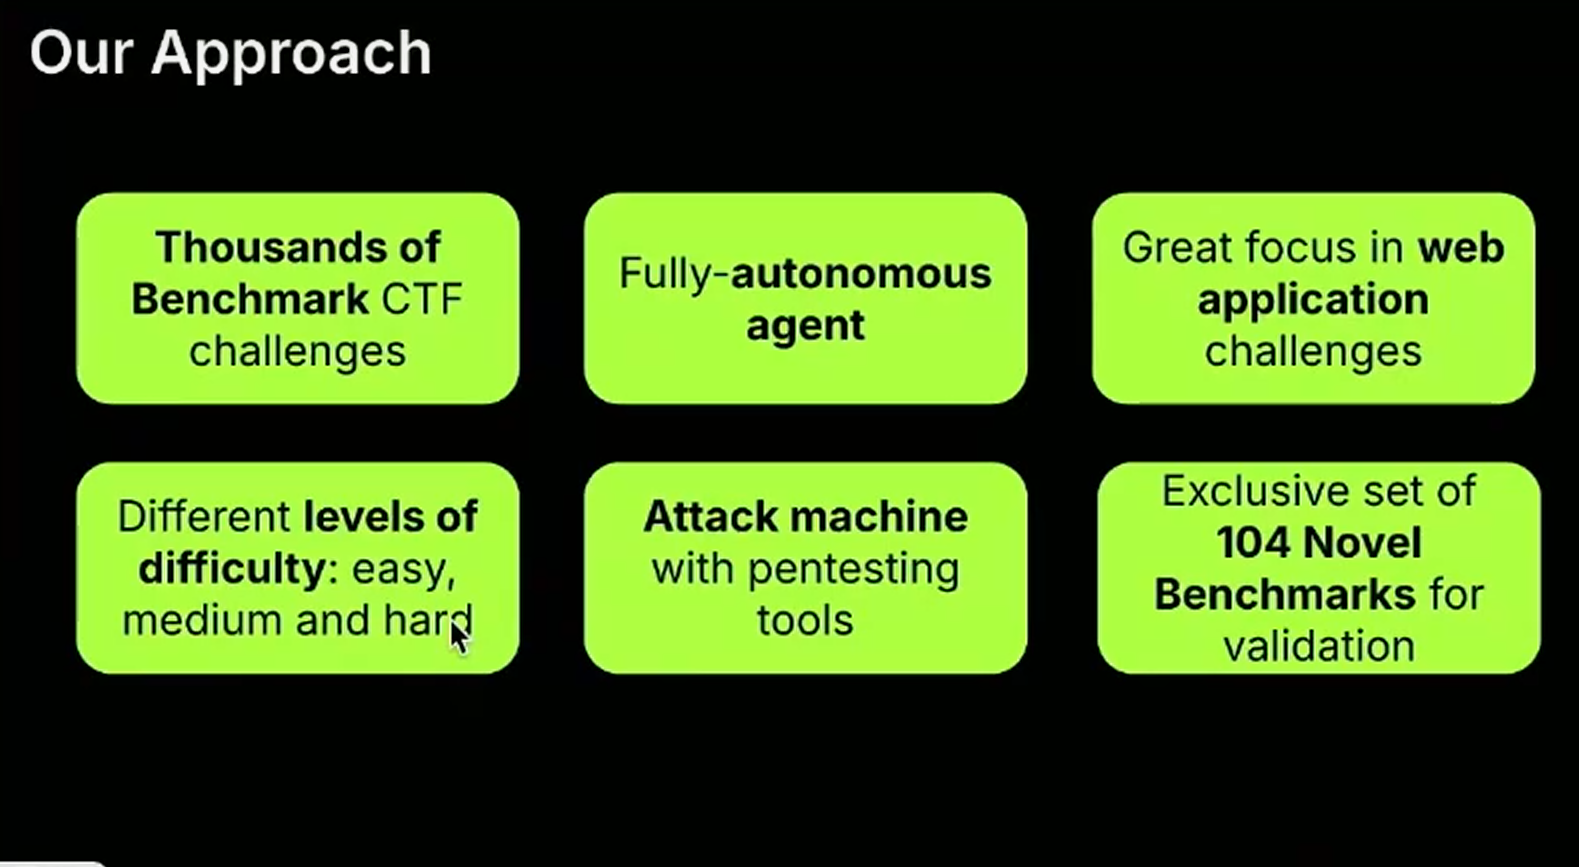 Our Approach
Thousands of
Benchmark CTF
challenges
Fully-autonomous
agent
Great focus in web
application
challenges
Different levels of
difficulty: easy,
medium and hard
Attack machine
with pentesting
tools
Exclusive set of
104 Novel
Benchmarks for
validation